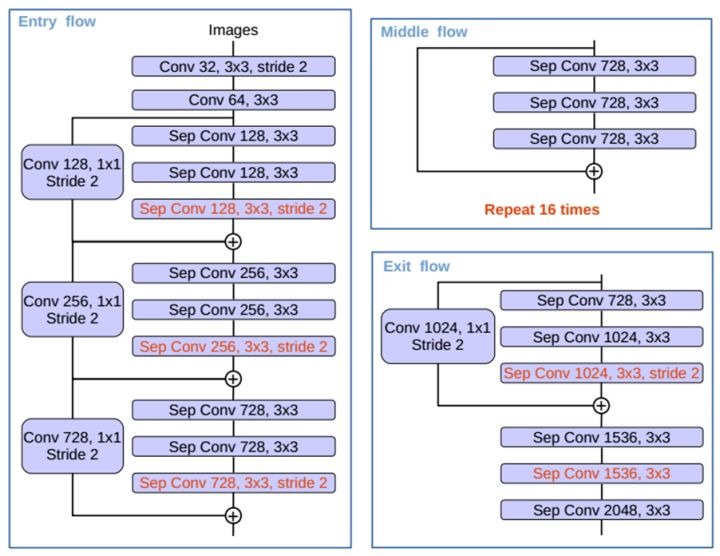 Entry flow
Images
Conv 32, 3x3, stride 2
Conv 64, 3x3
Sep Conv 128, 3x3
Conv 128, 1x1
Stride 2
Sep Conv 128, 3x3
Sep Conv 128, 3x3, stride 2
Sep Conv 256, 3x3
Conv 256, 1x1
Stride 2
Sep Conv 256, 3x3
Sep Conv 256, 3x3, stride 2
Sep Conv 728, 3x3
Conv 728, 1x1
Stride 2
Sep Conv 728, 3x3
Sep Conv 728, 3x3, stride 2
Middle flow
Sep Conv 728, 3x3
Sep Conv 728, 3x3
Sep Conv 728, 3x3
Repeat 16 times
Exit flow
Sep Conv 728, 3x3
Conv 1024, 1x1
Stride 2
Sep Conv 1024, 3x3
Sep Conv 1024, 3x3, stride 2
Sep Conv 1536, 3x3
Sep Conv 1536, 3x3
Sep Conv 2048, 3x3